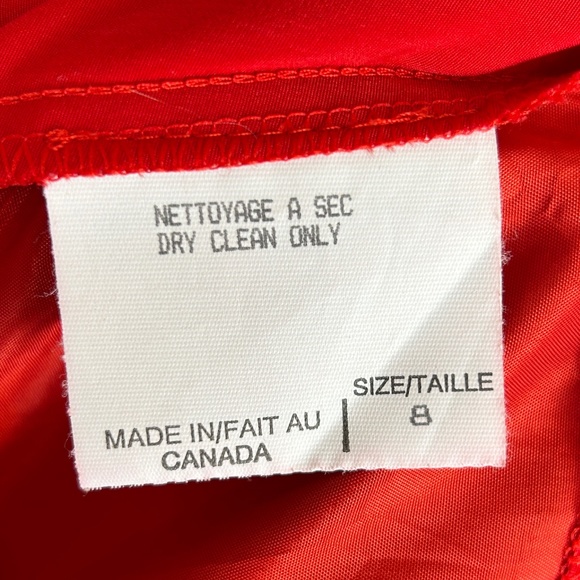 NETTOYAGE A SEC
DRY CLEAN ONLY
SIZE/TAILLE
8
MADE IN/FAIT AU
CANADA